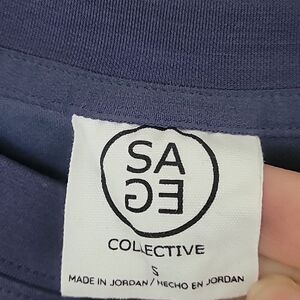 SA
GE
COLLECTIVE
S
MADE IN JORDAN / HECHO EN JORDAN